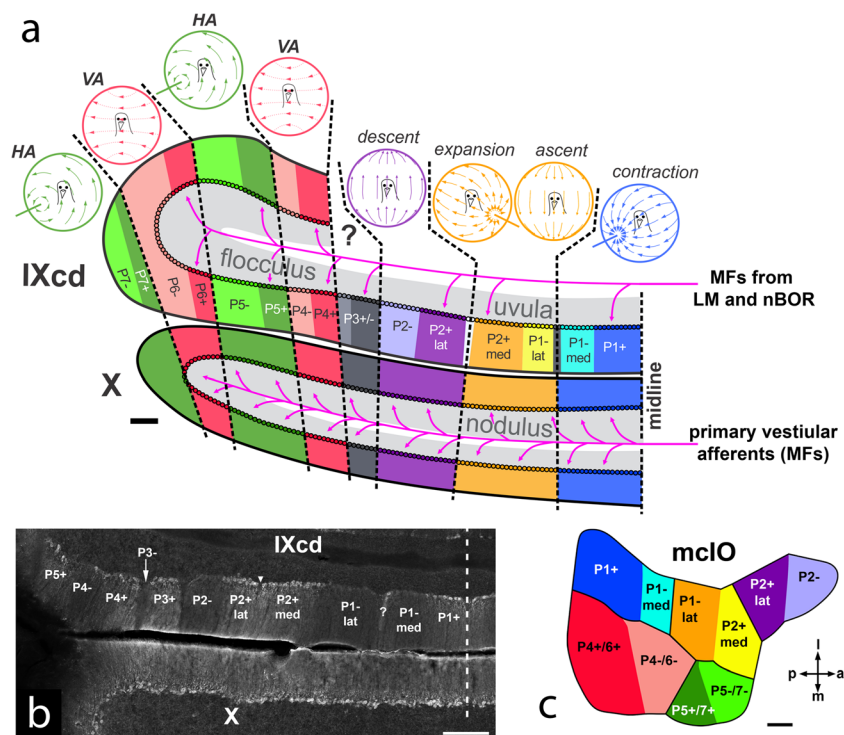 a
HA
VA
HA
VA
HA
descent
expansion
ascent
contraction
?
lXcd
flocculus
uvula
MFs from
LM and nBOR
P7-
P7+
P6-
P6+
P5-
P5+
P4-
P4+
P3+/-
P2-
P2+
lat
P2+
med
P1-
lat
P1-
med
P1+
X
nodulus
midline
primary vestiular
afferents (MFs)
b
lXcd
P3-
P5+
P4-
P4+
P3+
P2-
P2+
lat
P2+
med
P1-
lat
?
P1-
med
P1+
X
c
mcIO
P1+
P1-
med
P1-
lat
P2+
med
P2+
lat
P2-
P4+/6+
P4-/6-
P5+/7+
P5-/7-
l
p
a
m